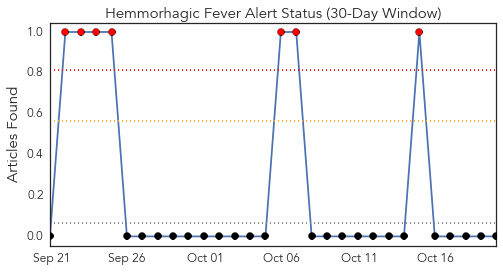 Hemmorhagic Fever Alert Status (30-Day Window)
Articles Found
1.0
0.8
0.6
0.4
0.2
0.0
Sep 21 Sep 26 Oct 01 Oct 06 Oct 11 Oct 16